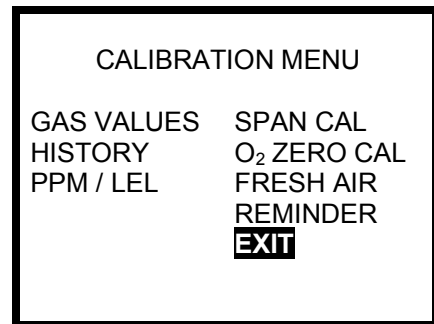 CALIBRATION MENU
GAS VALUES SPAN CAL
HISTORY O₂ ZERO CAL
PPM / LEL FRESH AIR
REMINDER
EXIT